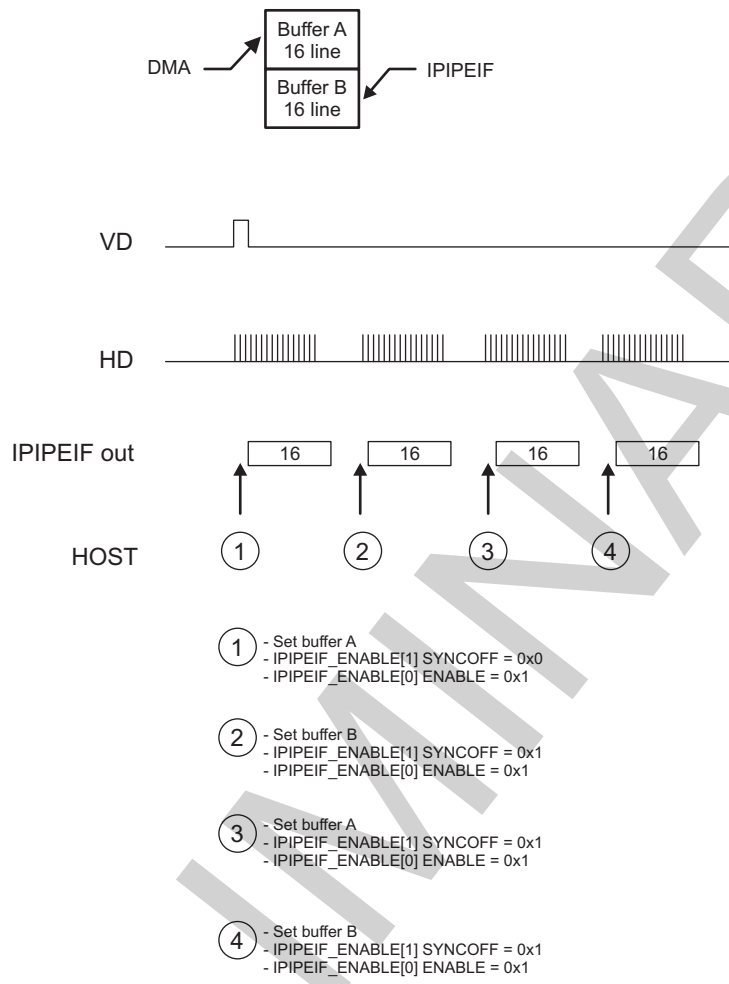 Buffer A
16 line
DMA
Buffer B
16 line
IPIPEIF
VD
HD
IPIPEIF out
16
16
16
16
HOST
1
2
3
4
1
- Set buffer A
- IPIPEIF_ENABLE[1] SYNCOFF = 0x0
- IPIPEIF_ENABLE[0] ENABLE = 0x1
2
- Set buffer B
- IPIPEIF_ENABLE[1] SYNCOFF = 0x1
- IPIPEIF_ENABLE[0] ENABLE = 0x1
3
- Set buffer A
- IPIPEIF_ENABLE[1] SYNCOFF = 0x1
- IPIPEIF_ENABLE[0] ENABLE = 0x1
4
- Set buffer B
- IPIPEIF_ENABLE[1] SYNCOFF = 0x1
- IPIPEIF_ENABLE[0] ENABLE = 0x1
IMINA